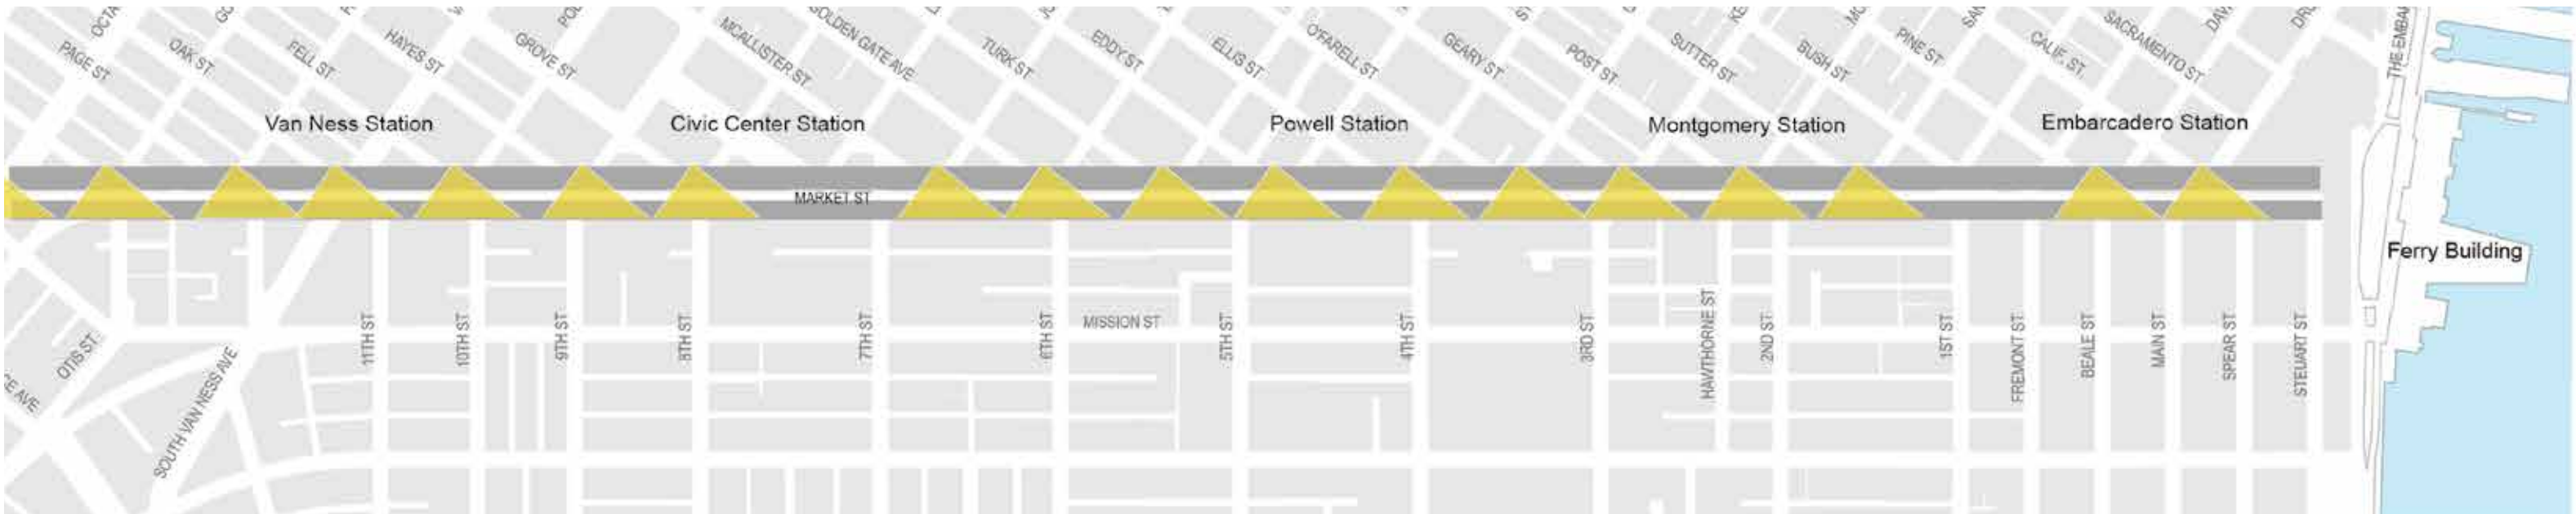 PAGE ST
OAK ST
FELL ST
HAYES ST
GROVE ST
MCALLISTER ST
GOLDEN GATE AVE
TURK ST
EDDY ST
ELLIS ST
O'FARELL ST
GEARY ST
POST ST
SUTTER ST
BUSH ST
PINE ST
CALIF. ST.
SACRAMENTO ST
Van Ness Station
Civic Center Station
Powell Station
Montgomery Station
Embarcadero Station
MARKET ST
Ferry Building
MISSION ST
OTIS ST.
SOUTH VAN NESS AVE
11TH ST
10TH ST
9TH ST
8TH ST
7TH ST
6TH ST
5TH ST
4TH ST
3RD ST
HAWTHORNE ST
2ND ST
1ST ST
FREMONT ST
BEALE ST
MAIN ST
SPEAR ST
STEUART ST